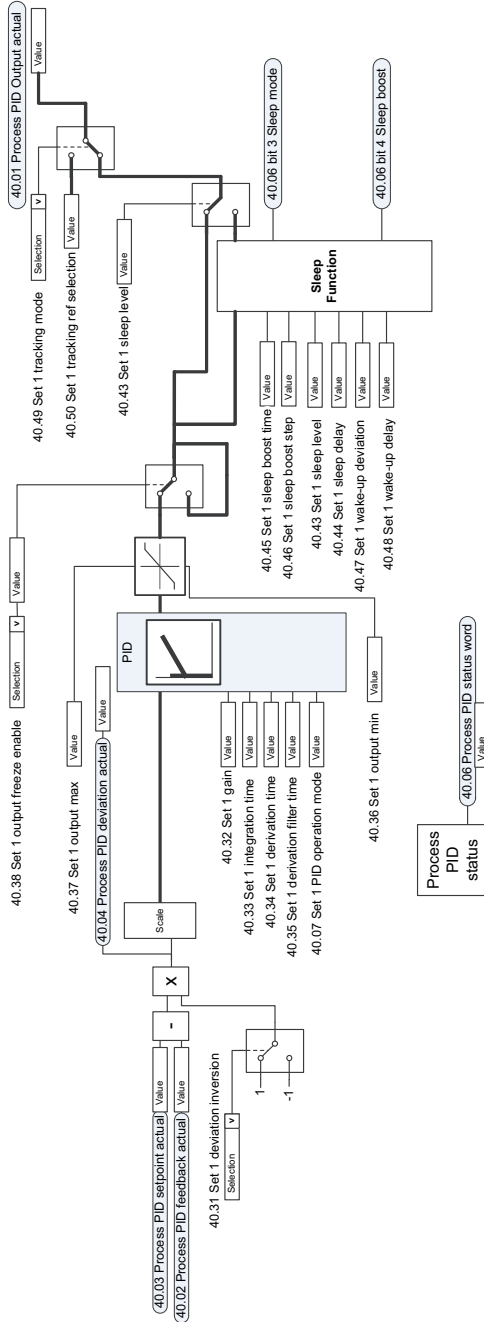 40.03 Process PID setpoint actual
Value
40.02 Process PID feedback actual
Value
-
X
40.31 Set 1 deviation inversion
Selection v
1
-1
Scale
40.04 Process PID deviation actual
Value
40.38 Set 1 output freeze enable
Selection v
Value
40.37 Set 1 output max
Value
PID
40.32 Set 1 gain
Value
40.33 Set 1 integration time
Value
40.34 Set 1 derivation time
Value
40.35 Set 1 derivation filter time
Value
40.07 Set 1 PID operation mode
Value
40.36 Set 1 output min
Value
40.49 Set 1 tracking mode
Selection v
40.50 Set 1 tracking ref selection
Value
40.43 Set 1 sleep level
Value
40.01 Process PID Output actual
Value
40.45 Set 1 sleep boost time
Value
40.46 Set 1 sleep boost step
Value
40.43 Set 1 sleep level
Value
40.44 Set 1 sleep delay
Value
40.47 Set 1 wake-up deviation
Value
40.48 Set 1 wake-up delay
Value
Sleep
Function
40.06 bit 3 Sleep mode
40.06 bit 4 Sleep boost
Process
PID
status
40.06 Process PID status word
Value